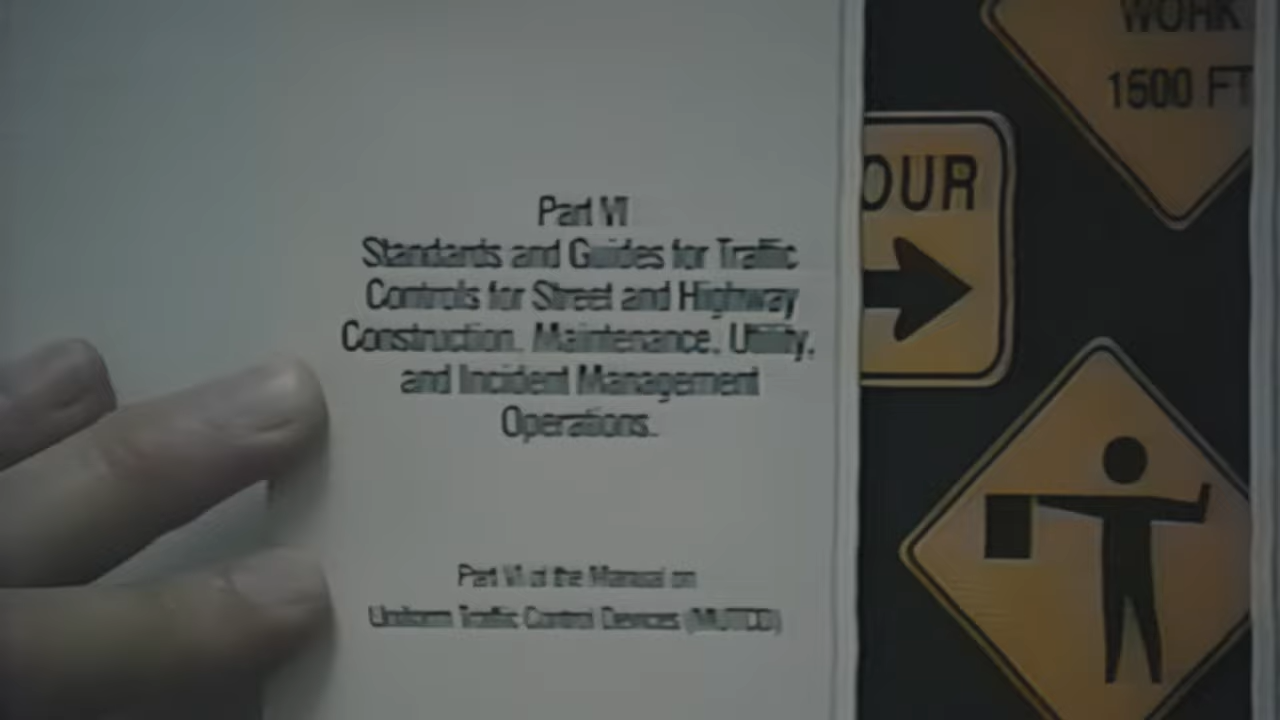 Part VI
Standards and Guides for Traffic
Controls for Street and Highway
Construction, Maintenance, Utility,
and Incident Management
Operations.
Part VI of the Manual on
Uniform Traffic Control Devices (MUTCD)
WORK
1500 FT
OUR